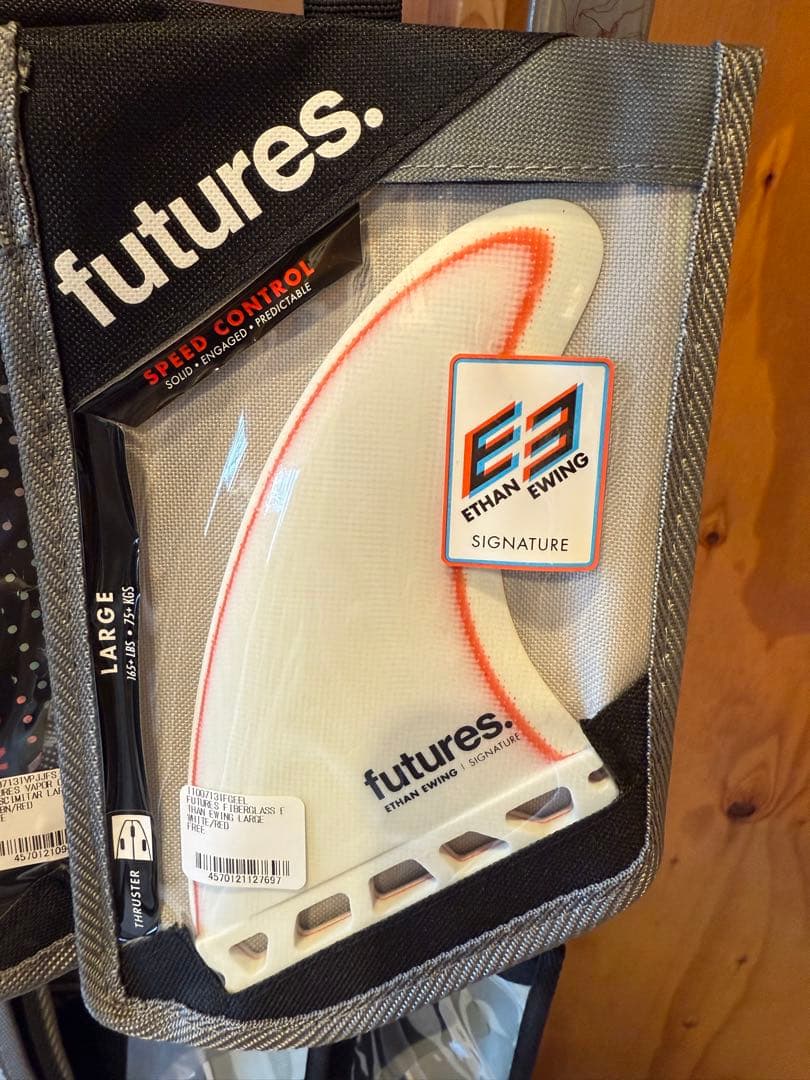 futures.
SPEED CONTROL
SOLID • ENGAGED • PREDICTABLE
E3
ETHAN EWING
SIGNATURE
LARGE
165+ LBS • 75+ KGS
futures.
ETHAN EWING | SIGNATURE
FUTURES FIBERGLASS E
THAN EWING LARGE
WHITE/RED
FREE
4570121127697
THRUSTER